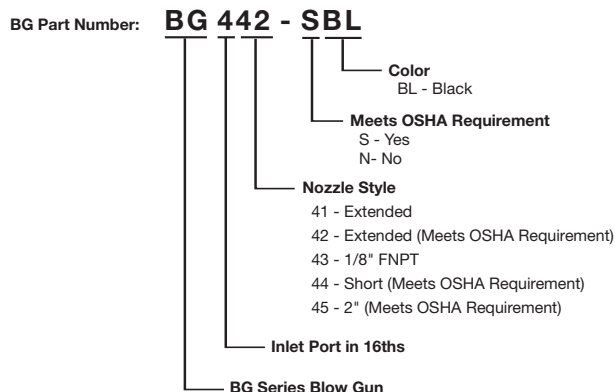 BG Part Number: BG 442 - SBL
Color
BL - Black
Meets OSHA Requirement
S - Yes
N- No
Nozzle Style
41 - Extended
42 - Extended (Meets OSHA Requirement)
43 - 1/8" FNPT
44 - Short (Meets OSHA Requirement)
45 - 2" (Meets OSHA Requirement)
Inlet Port in 16ths
BG Series Blow Gun